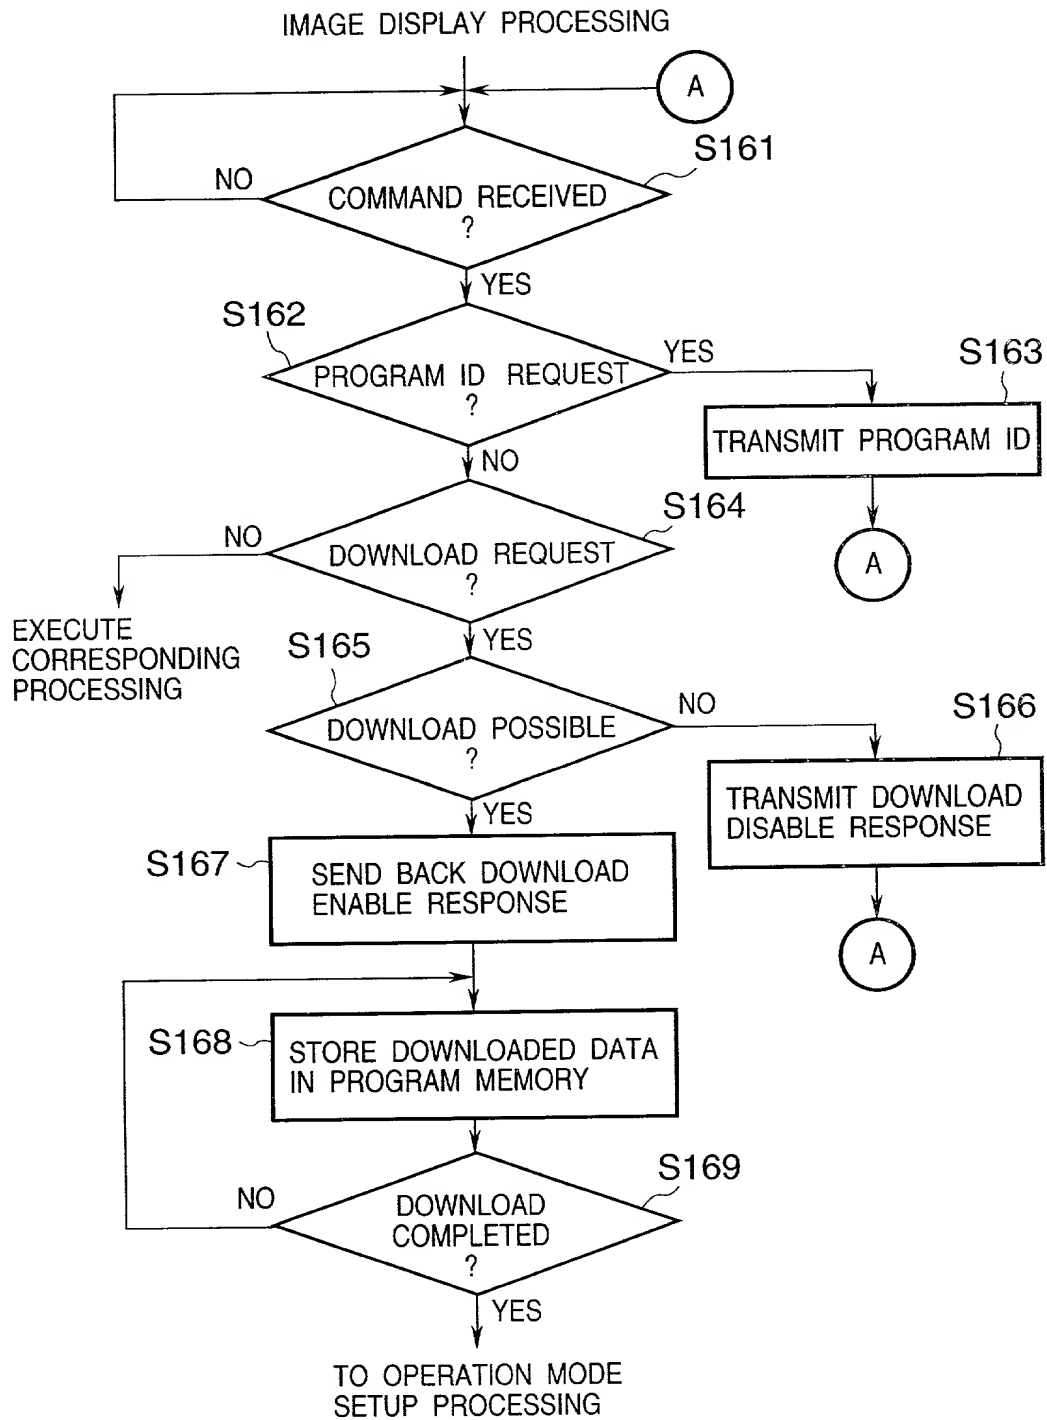 IMAGE DISPLAY PROCESSING
A
S161
NO
COMMAND RECEIVED
?
YES
S162
YES
S163
PROGRAM ID REQUEST
?
TRANSMIT PROGRAM ID
NO
S164
NO
DOWNLOAD REQUEST
?
A
EXECUTE
CORRESPONDING
PROCESSING
YES
S165
NO
S166
DOWNLOAD POSSIBLE
?
TRANSMIT DOWNLOAD
DISABLE RESPONSE
YES
S167
SEND BACK DOWNLOAD
ENABLE RESPONSE
A
S168
STORE DOWNLOADED DATA
IN PROGRAM MEMORY
S169
NO
DOWNLOAD
COMPLETED
?
YES
TO OPERATION MODE
SETUP PROCESSING